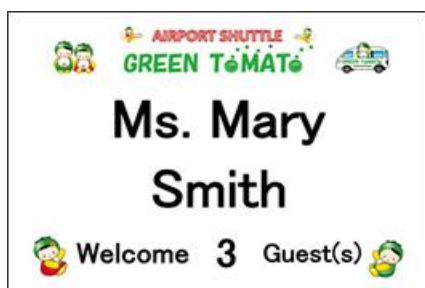 AIRPORT SHUTTLE
GREEN TOMATO
Ms. Mary
Smith
Welcome 3 Guest(s)